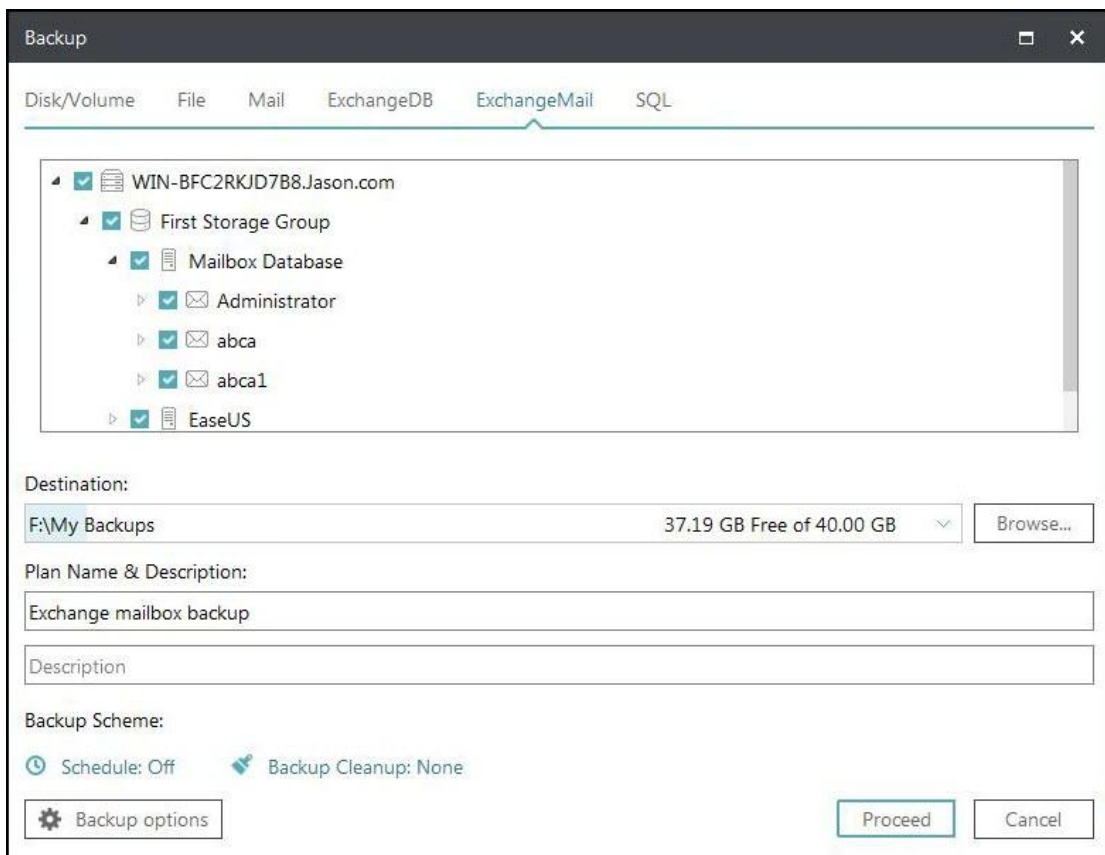 Backup
Disk/Volume File Mail ExchangeDB ExchangeMail SQL
WIN-BFC2RKJD7B8.Jason.com
First Storage Group
Mailbox Database
Administrator
abca
abca1
EaseUS
Destination:
F:\My Backups 37.19 GB Free of 40.00 GB Browse...
Plan Name & Description:
Exchange mailbox backup
Description
Backup Scheme:
Schedule: Off Backup Cleanup: None
Backup options Proceed Cancel